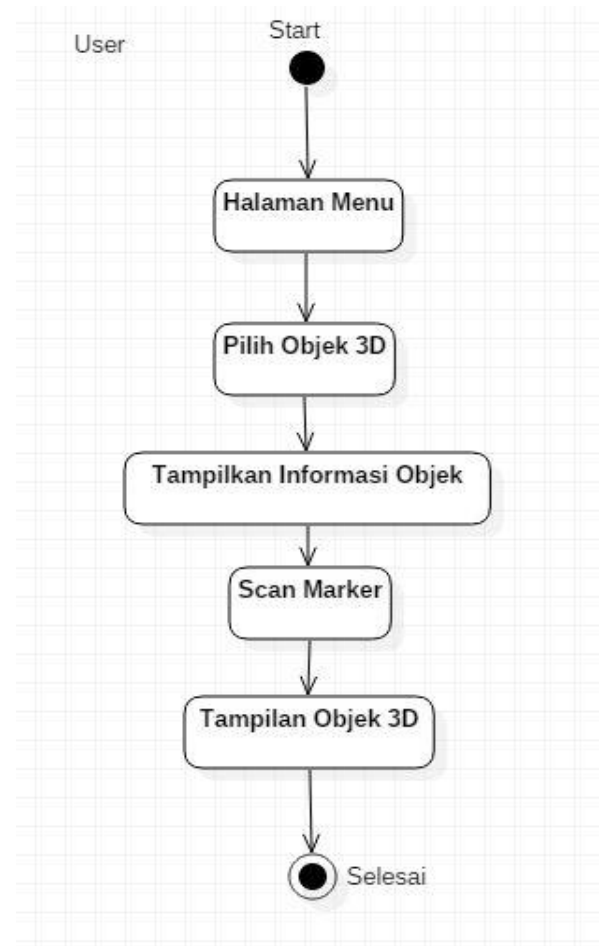 User
Start
Halaman Menu
Pilih Objek 3D
Tampilkan Informasi Objek
Scan Marker
Tampilan Objek 3D
Selesai